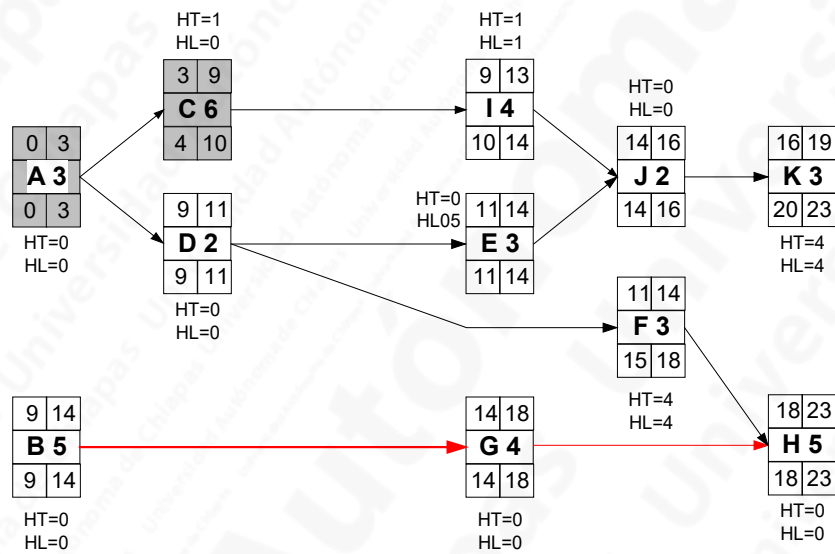 HT=1
HL=0
3 9
C 6
4 10
HT=1
HL=1
9 13
I 4
10 14
0 3
A 3
0 3
HT=0
HL=0
9 11
D 2
9 11
HT=0
HL=0
HT=0
HL05
11 14
E 3
11 14
HT=0
HL=0
14 16
J 2
14 16
16 19
K 3
20 23
HT=4
HL=4
11 14
F 3
15 18
HT=4
HL=4
9 14
B 5
9 14
HT=0
HL=0
14 18
G 4
14 18
HT=0
HL=0
18 23
H 5
18 23
HT=0
HL=0